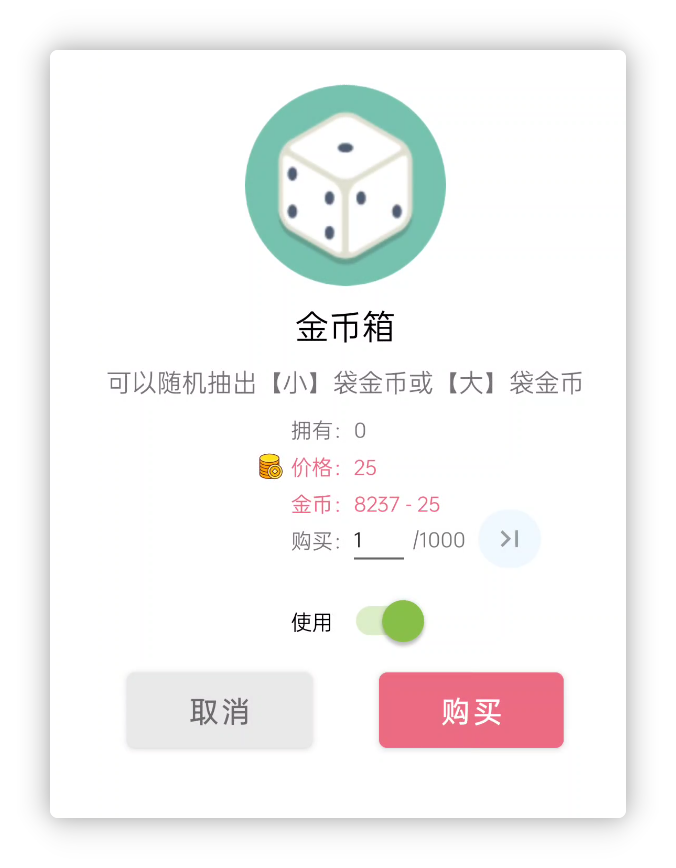 金币箱
可以随机抽出【小】袋金币或【大】袋金币
拥有：0
价格：25
金币：8237 - 25
购买：1 /1000
使用
取消 购买